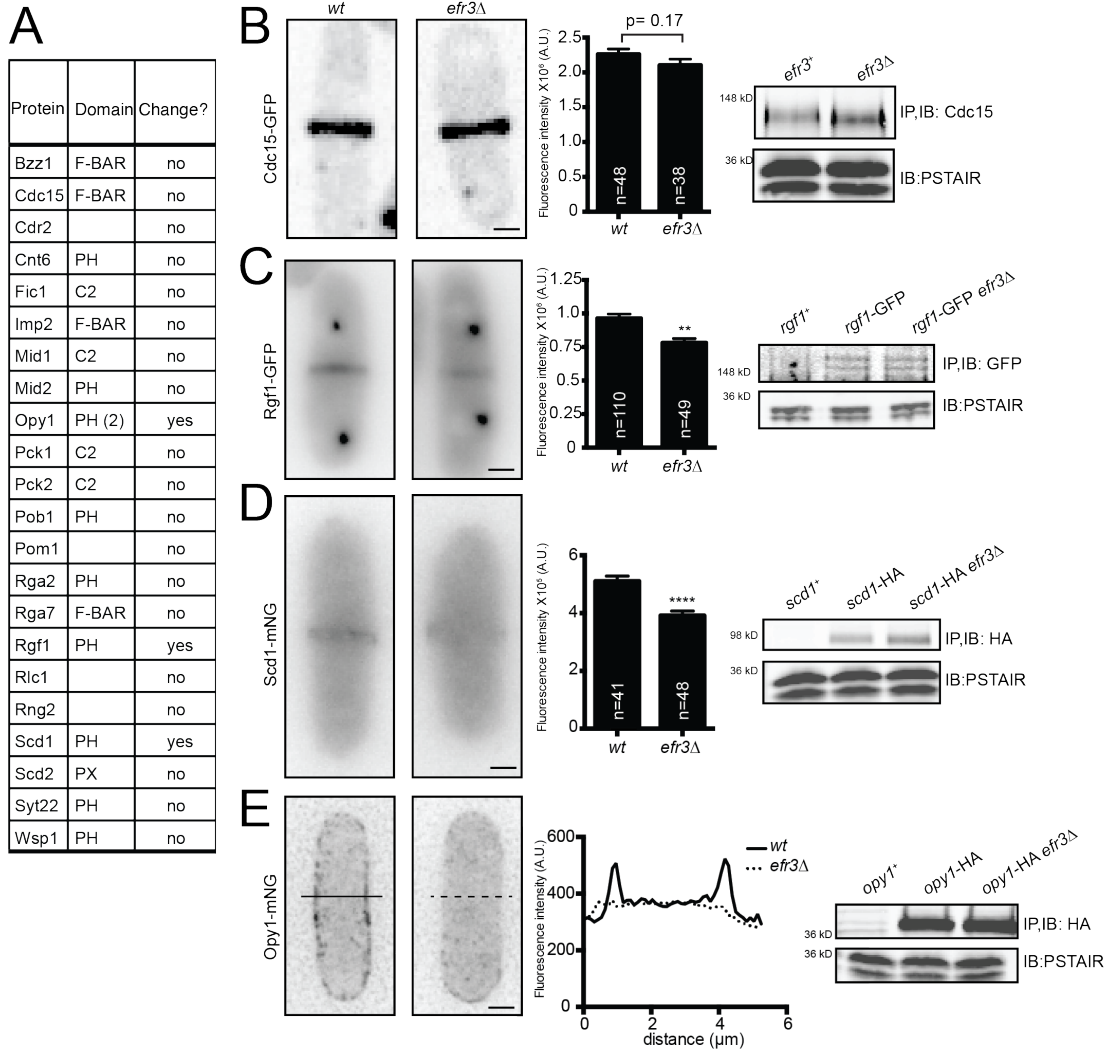 A
Protein Domain Change?
Bzz1 F-BAR no
Cdc15 F-BAR no
Cdr2 no
Cnt6 PH no
Fic1 C2 no
Imp2 F-BAR no
Mid1 C2 no
Mid2 PH no
Opy1 PH (2) yes
Pck1 C2 no
Pck2 C2 no
Pob1 PH no
Pom1 no
Rga2 PH no
Rga7 F-BAR no
Rgf1 PH yes
Rlc1 no
Rng2 no
Scd1 PH yes
Scd2 PX no
Syt22 PH no
Wsp1 PH no
B
wt efr3Δ
Cdc15-GFP
Fluorescence intensity X10⁶ (A.U.)
p= 0.17
2.5
2.0
1.5
1.0
0.5
0
n=48 n=38
wt efr3Δ
efr3⁺ efr3Δ
148 kD
IP,IB: Cdc15
36 kD
IB:PSTAIR
C
Rgf1-GFP
Fluorescence intensity X10⁶ (A.U.)
1.25
1.0
0.75
0.5
0.25
0
**
n=110 n=49
wt efr3Δ
rgf1⁺ rgf1-GFP rgf1-GFP efr3Δ
148 kD
IP,IB: GFP
36 kD
IB:PSTAIR
D
Scd1-mNG
Fluorescence intensity X10⁵ (A.U.)
6
4
2
0
****
n=41 n=48
wt efr3Δ
scd1⁺ scd1-HA scd1-HA efr3Δ
98 kD
IP,IB: HA
36 kD
IB:PSTAIR
E
Opy1-mNG
Fluorescence intensity (A.U.)
600
400
200
0
wt
efr3Δ
0 2 4 6
distance (µm)
opy1⁺ opy1-HA opy1-HA efr3Δ
36 kD
IP,IB: HA
36 kD
IB:PSTAIR